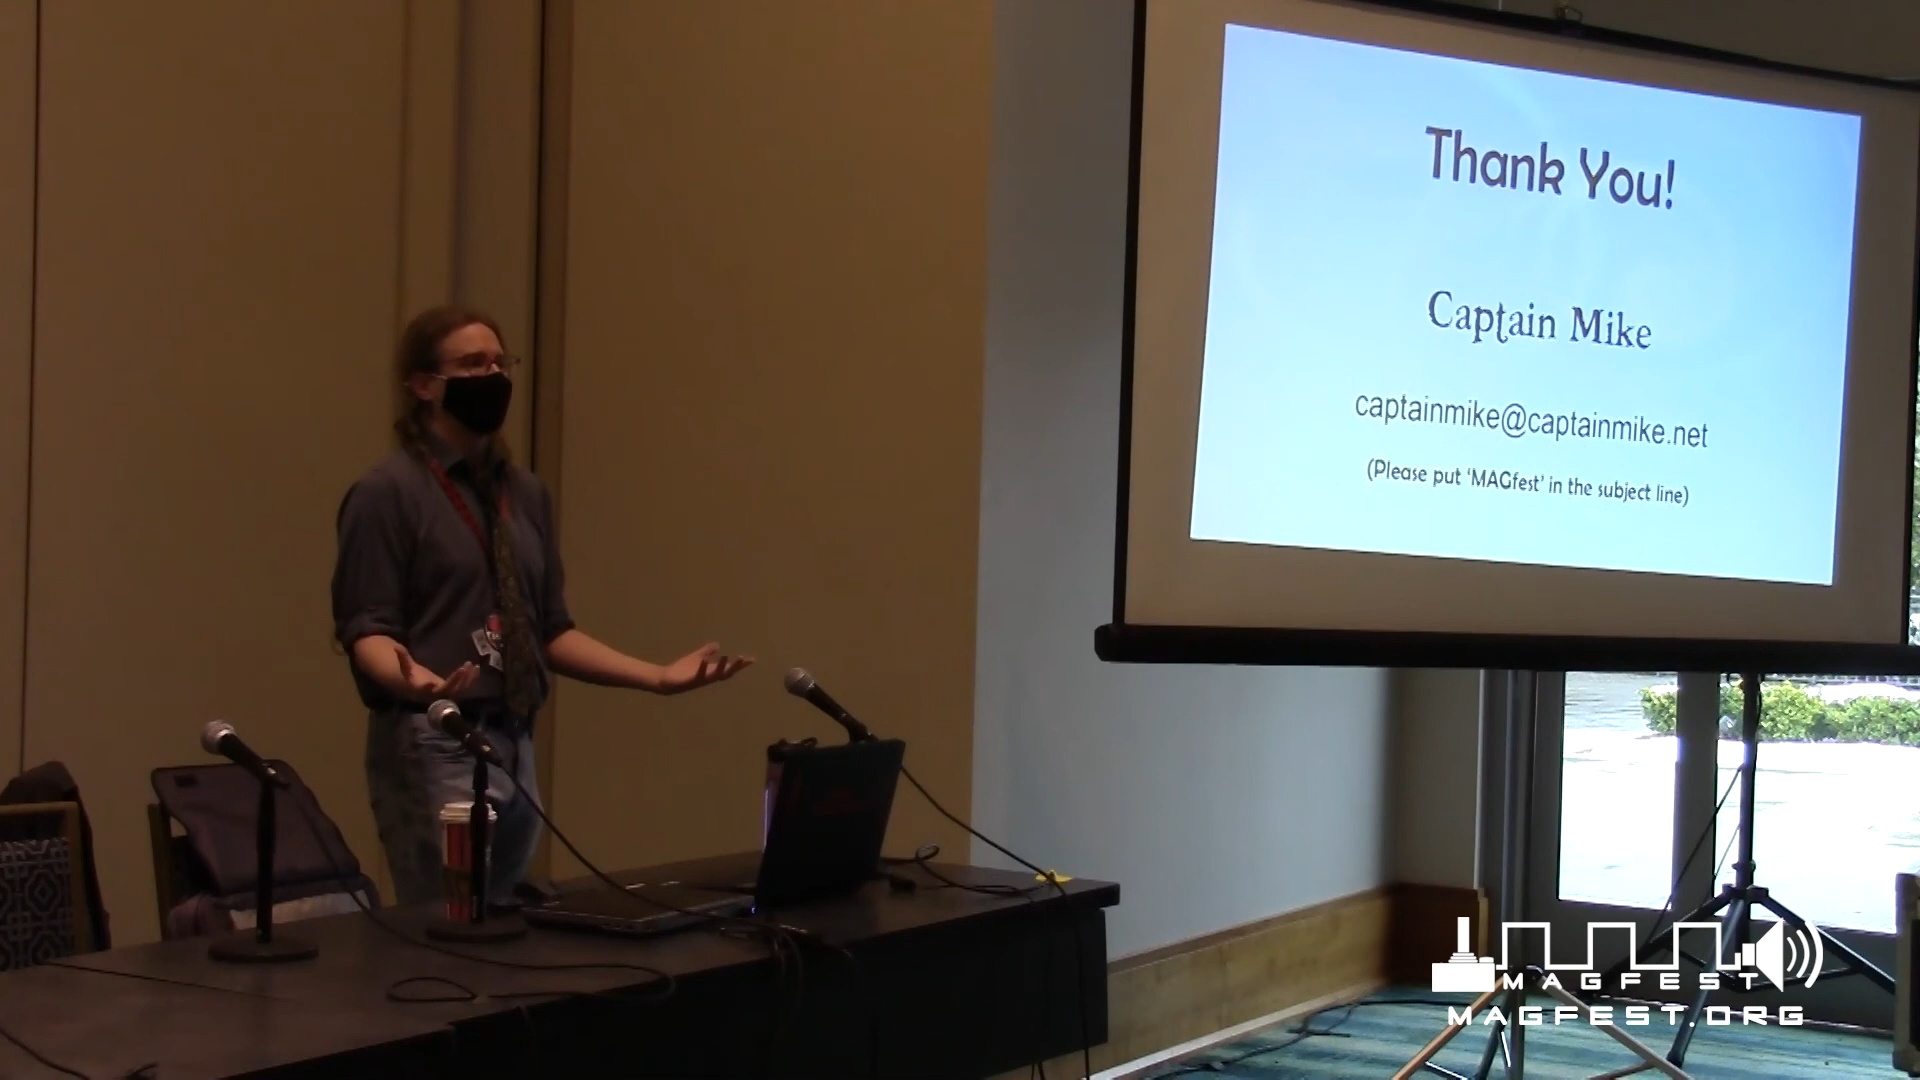 Thank You!
Captain Mike
captainmike@captainmike.net
(Please put ‘MAGfest’ in the subject line)
MAGFEST
MAGFEST.ORG